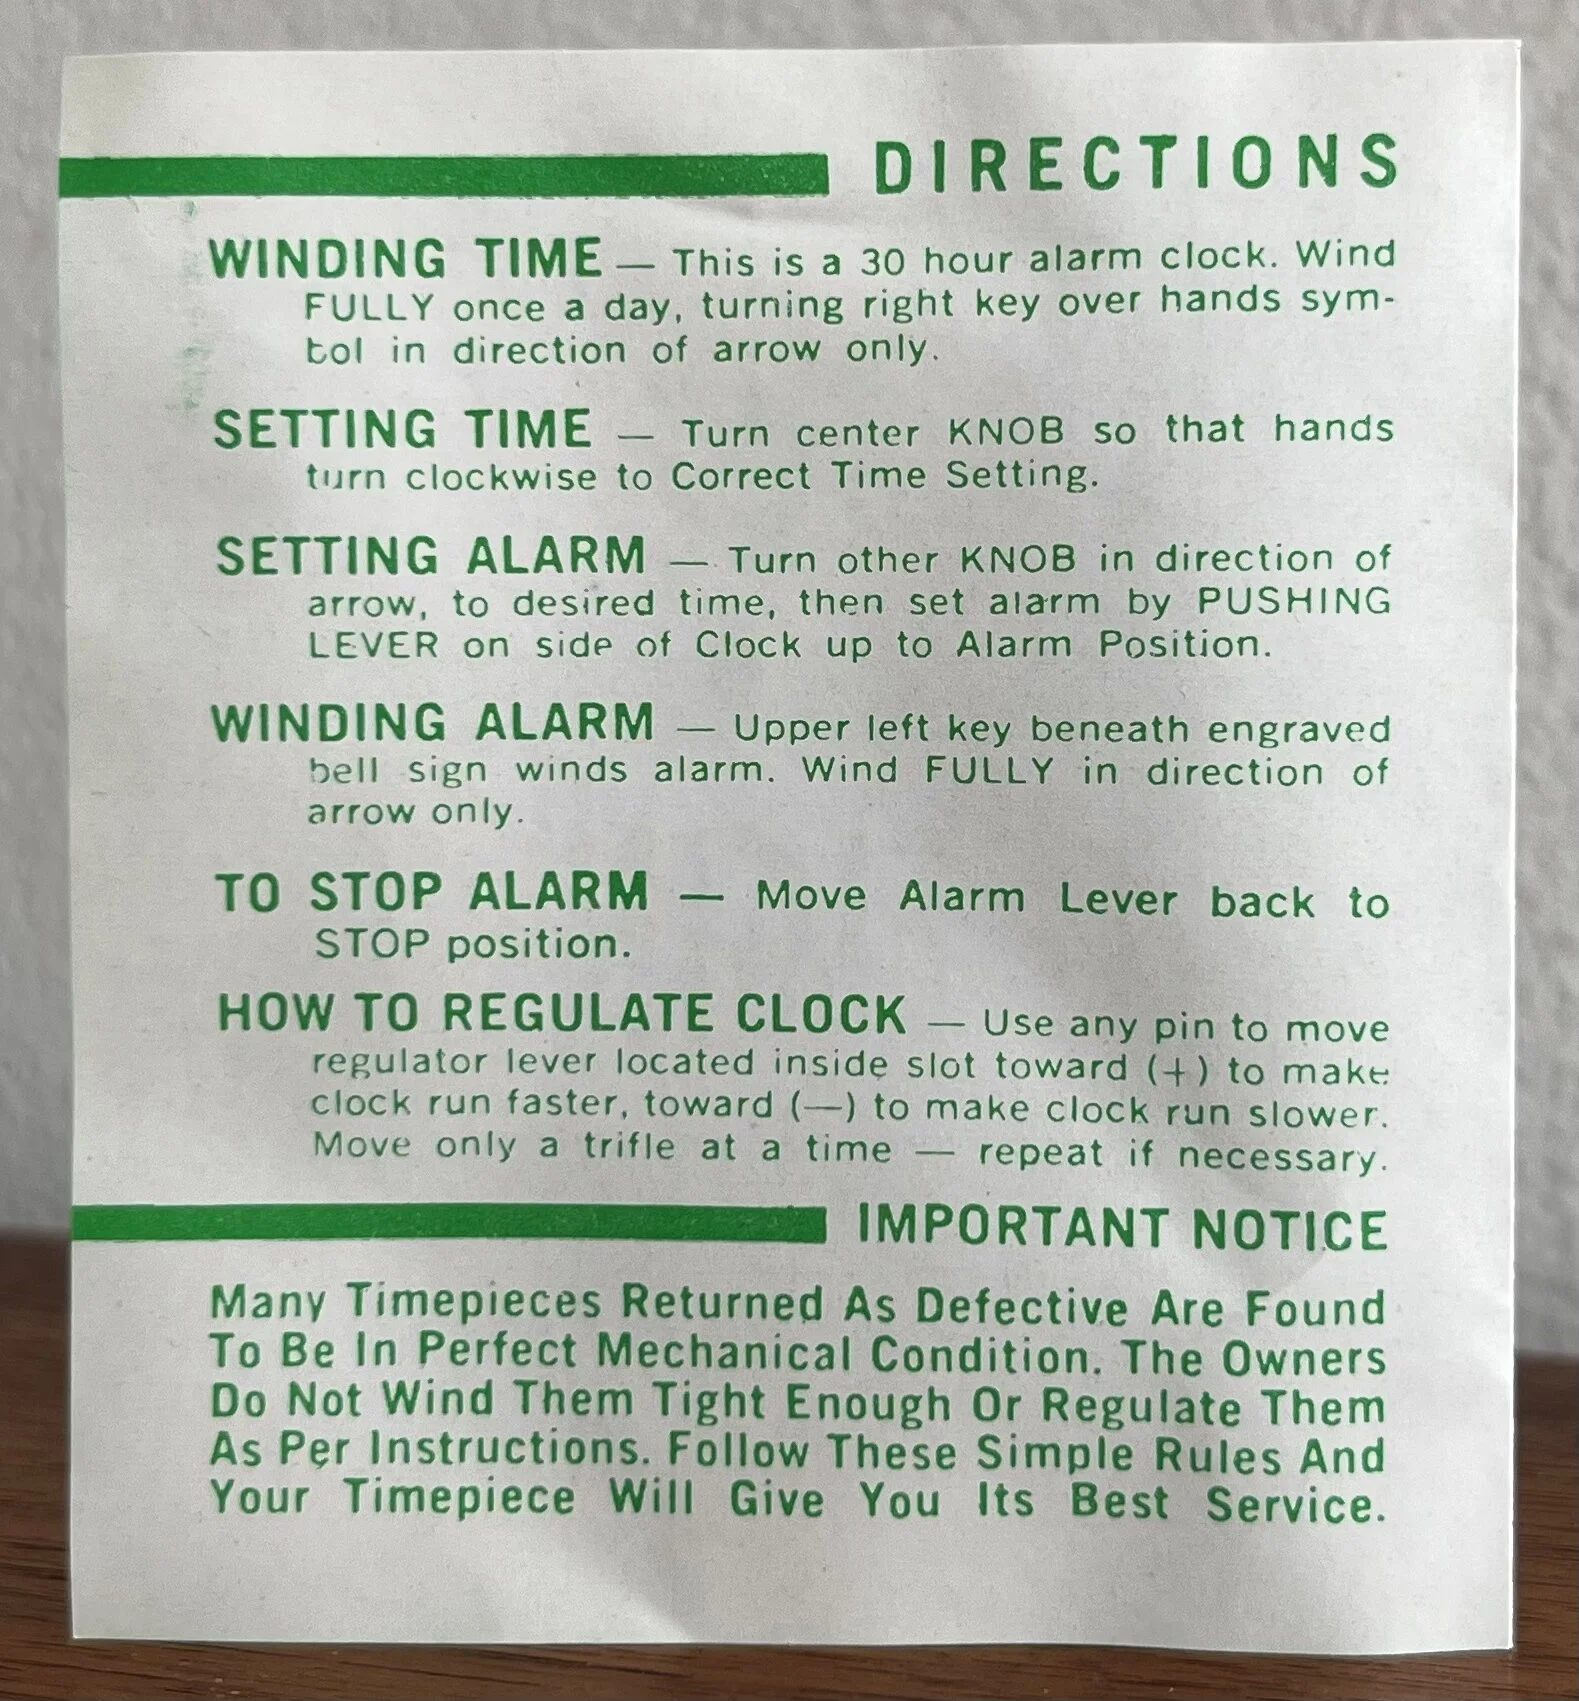 DIRECTIONS
WINDING TIME — This is a 30 hour alarm clock. Wind
FULLY once a day, turning right key over hands sym-
bol in direction of arrow only.
SETTING TIME — Turn center KNOB so that hands
turn clockwise to Correct Time Setting.
SETTING ALARM — Turn other KNOB in direction of
arrow, to desired time, then set alarm by PUSHING
LEVER on side of Clock up to Alarm Position.
WINDING ALARM — Upper left key beneath engraved
bell sign winds alarm. Wind FULLY in direction of
arrow only.
TO STOP ALARM — Move Alarm Lever back to
STOP position.
HOW TO REGULATE CLOCK — Use any pin to move
regulator lever located inside slot toward (+) to make
clock run faster, toward (—) to make clock run slower.
Move only a trifle at a time — repeat if necessary.
IMPORTANT NOTICE
Many Timepieces Returned As Defective Are Found
To Be In Perfect Mechanical Condition. The Owners
Do Not Wind Them Tight Enough Or Regulate Them
As Per Instructions. Follow These Simple Rules And
Your Timepiece Will Give You Its Best Service.